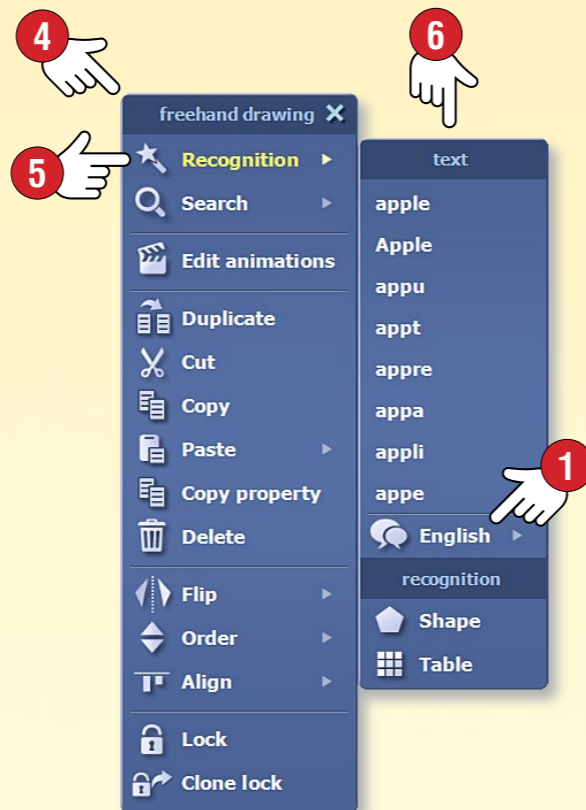 4
6
freehand drawing
5
Recognition
Search
Edit animations
Duplicate
Cut
Copy
Paste
Copy property
Delete
Flip
Order
Align
Lock
Clone lock
text
apple
Apple
appu
appt
appre
appa
appli
appe
1
English
recognition
Shape
Table